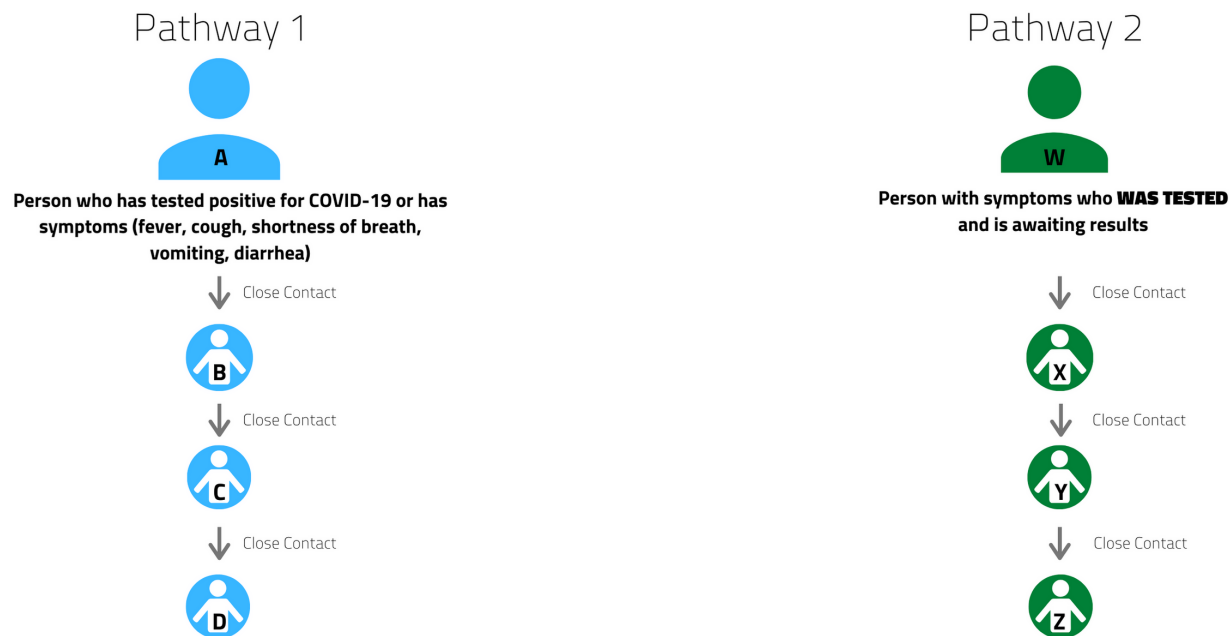 Pathway 1
A
Person who has tested positive for COVID-19 or has
symptoms (fever, cough, shortness of breath,
vomiting, diarrhea)
Close Contact
B
Close Contact
C
Close Contact
D
Pathway 2
W
Person with symptoms who WAS TESTED
and is awaiting results
Close Contact
X
Close Contact
Y
Close Contact
Z